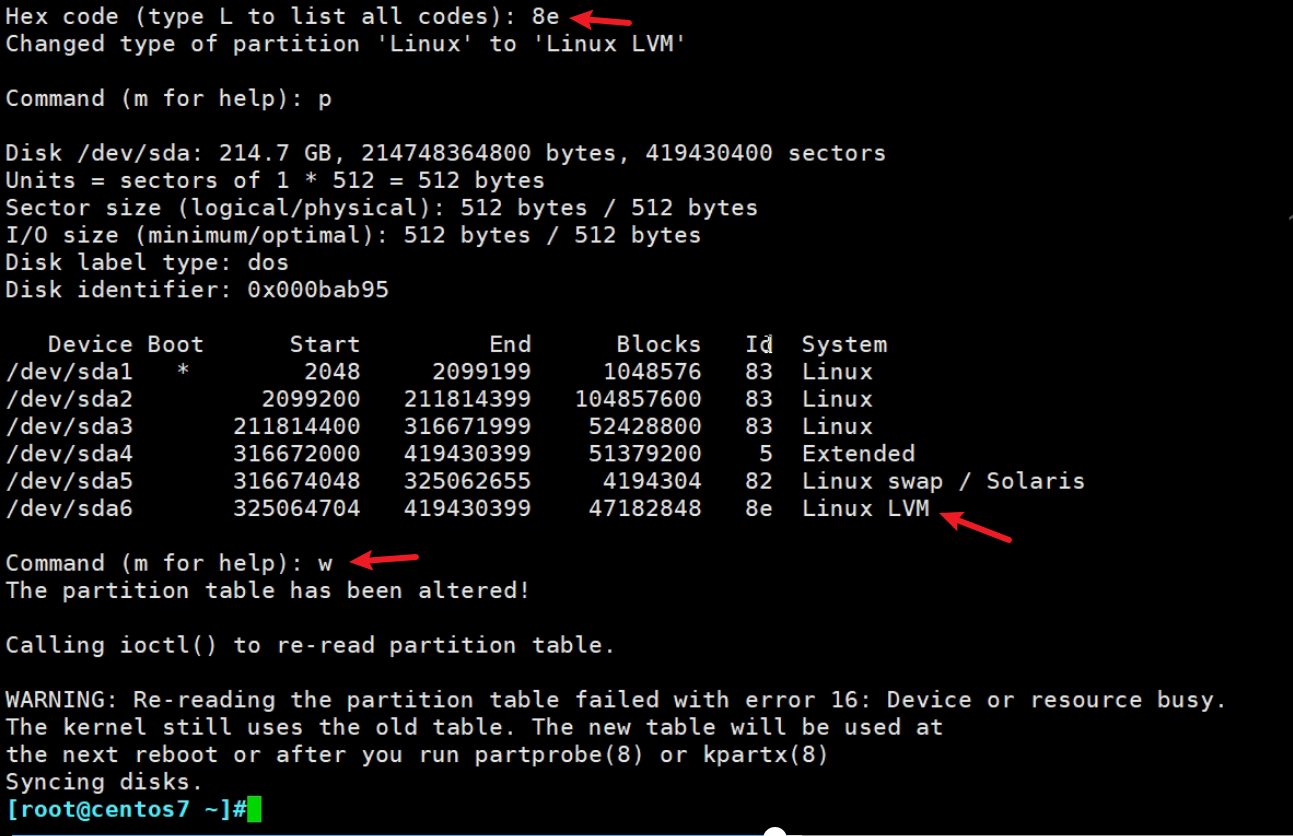 Hex code (type L to list all codes): 8e
Changed type of partition 'Linux' to 'Linux LVM'
Command (m for help): p
Disk /dev/sda: 214.7 GB, 214748364800 bytes, 419430400 sectors
Units = sectors of 1 * 512 = 512 bytes
Sector size (logical/physical): 512 bytes / 512 bytes
I/O size (minimum/optimal): 512 bytes / 512 bytes
Disk label type: dos
Disk identifier: 0x000bab95
   Device Boot      Start         End      Blocks   Id  System
/dev/sda1   *        2048     2099199     1048576   83  Linux
/dev/sda2         2099200   211814399   104857600   83  Linux
/dev/sda3       211814400   316671999    52428800   83  Linux
/dev/sda4       316672000   419430399    51379200    5  Extended
/dev/sda5       316674048   325062655     4194304   82  Linux swap / Solaris
/dev/sda6       325064704   419430399    47182848   8e  Linux LVM
Command (m for help): w
The partition table has been altered!
Calling ioctl() to re-read partition table.
WARNING: Re-reading the partition table failed with error 16: Device or resource busy.
The kernel still uses the old table. The new table will be used at
the next reboot or after you run partprobe(8) or kpartx(8)
Syncing disks.
[root@centos7 ~]#